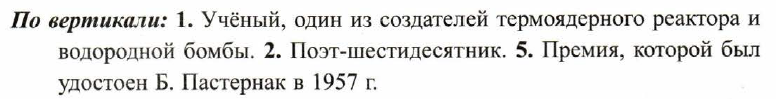 По вертикали: 1. Учёный, один из создателей термоядерного реактора и
водородной бомбы. 2. Поэт-шестидесятник. 5. Премия, которой был
удостоен Б. Пастернак в 1957 г.